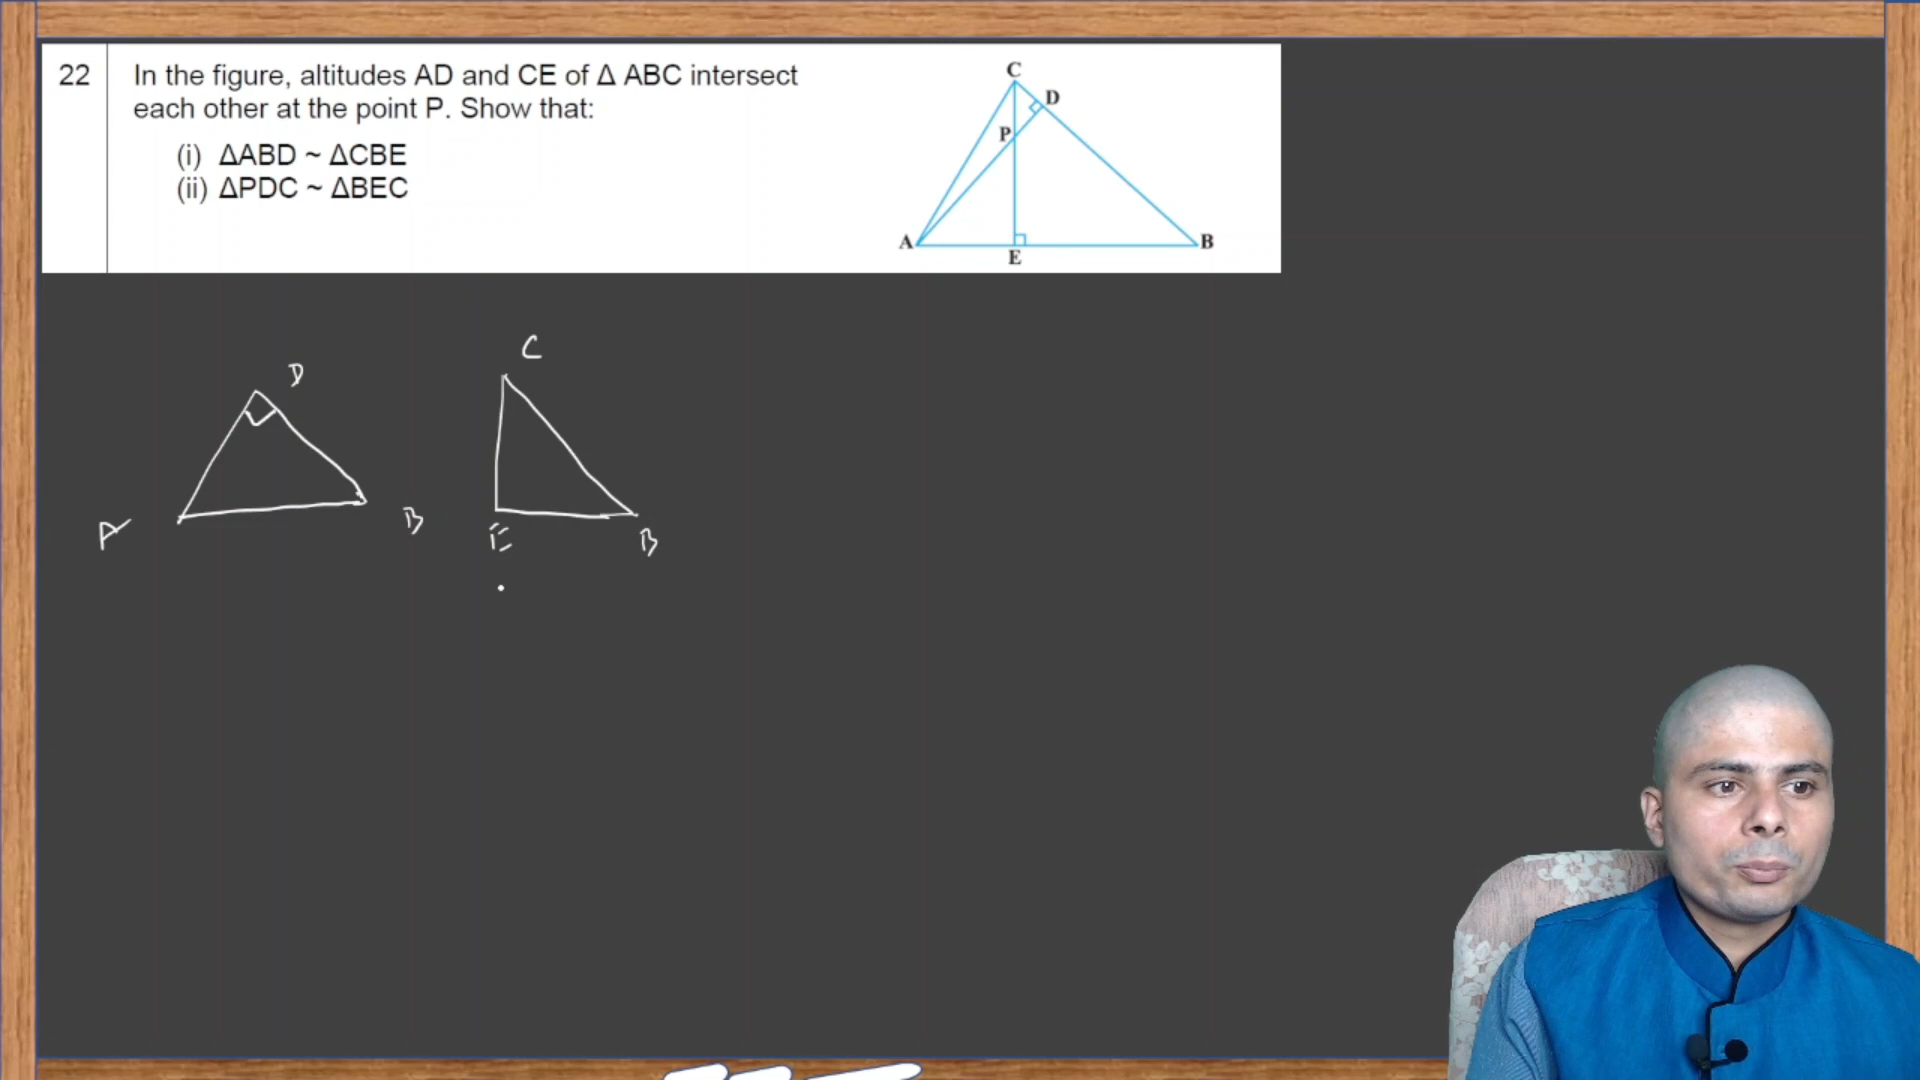 22 In the figure, altitudes AD and CE of Δ ABC intersect
each other at the point P. Show that:
(i) ΔABD ~ ΔCBE
(ii) ΔPDC ~ ΔBEC
C
D
P
A
B
E
C
D
A
B
E
B